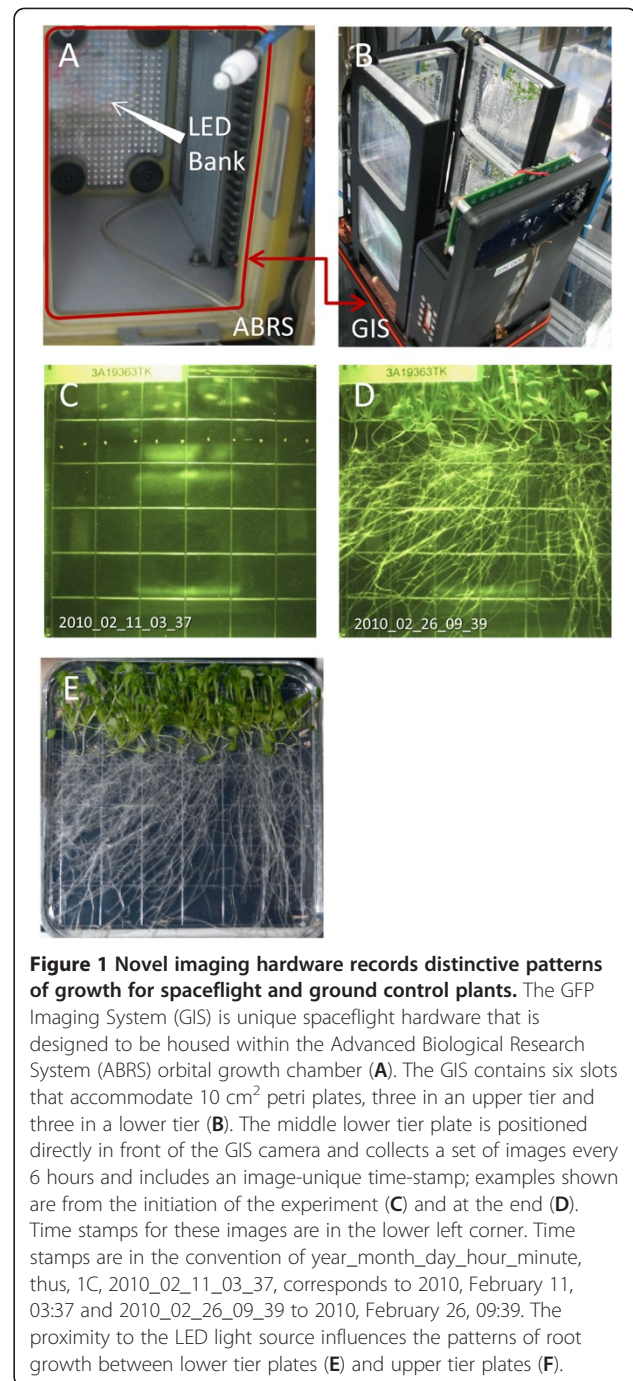 A
LED
Bank
ABRS
B
GIS
3A19363TK
C
2010_02_11_03_37
3A19363TK
D
2010_02_26_09_39
E
Figure 1 Novel imaging hardware records distinctive patterns
of growth for spaceflight and ground control plants. The GFP
Imaging System (GIS) is unique spaceflight hardware that is
designed to be housed within the Advanced Biological Research
System (ABRS) orbital growth chamber (A). The GIS contains six slots
that accommodate 10 cm² petri plates, three in an upper tier and
three in a lower tier (B). The middle lower tier plate is positioned
directly in front of the GIS camera and collects a set of images every
6 hours and includes an image-unique time-stamp; examples shown
are from the initiation of the experiment (C) and at the end (D).
Time stamps for these images are in the lower left corner. Time
stamps are in the convention of year_month_day_hour_minute,
thus, 1C, 2010_02_11_03_37, corresponds to 2010, February 11,
03:37 and 2010_02_26_09_39 to 2010, February 26, 09:39. The
proximity to the LED light source influences the patterns of root
growth between lower tier plates (E) and upper tier plates (F).